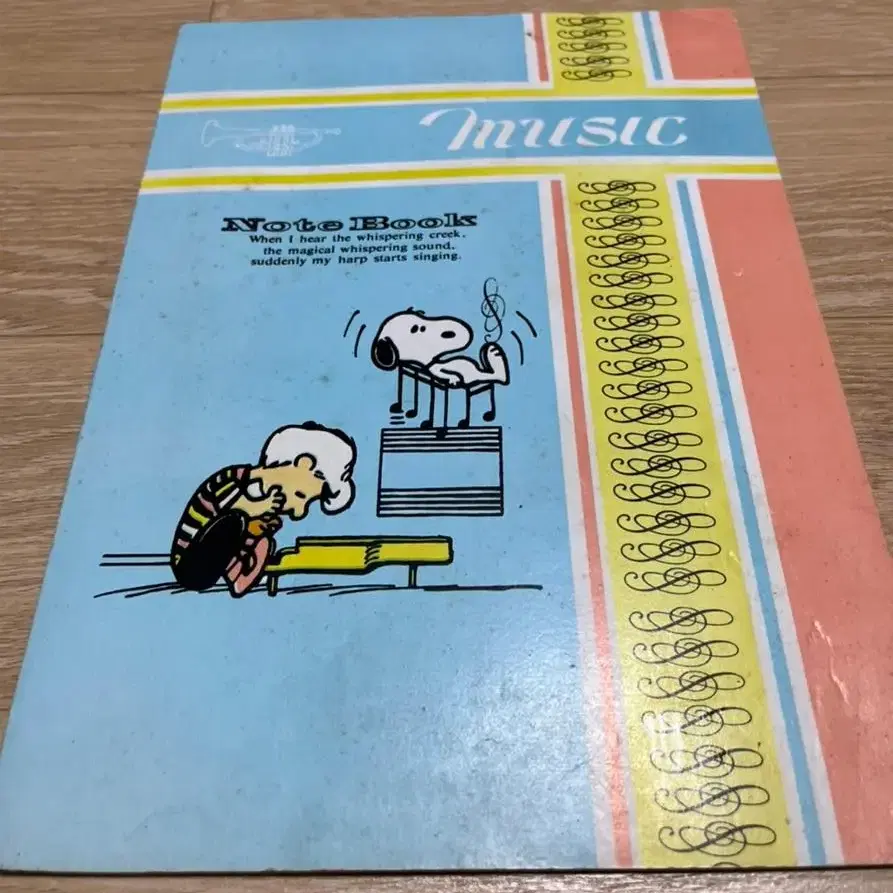 music
Note Book
When I hear the whispering creek,
the magical whispering sound,
suddenly my harp starts singing.